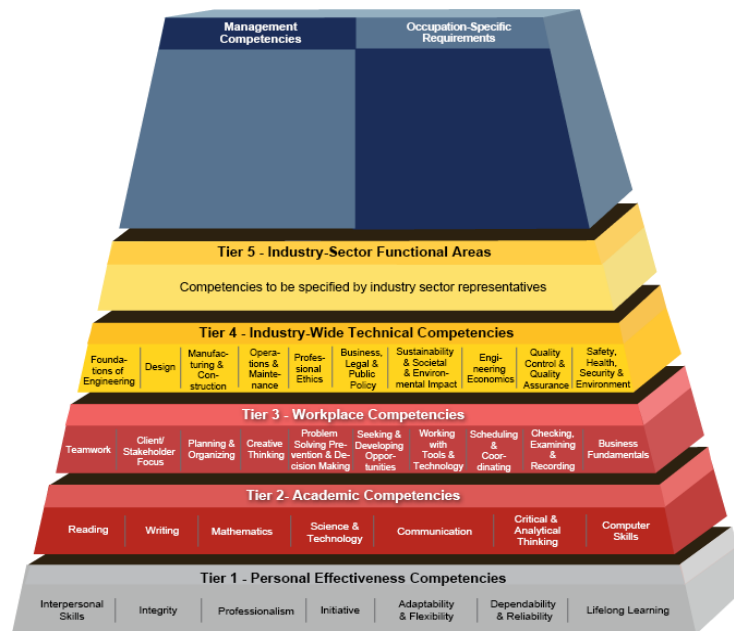 Management
Competencies
Occupation-Specific
Requirements
Tier 5 - Industry-Sector Functional Areas
Competencies to be specified by industry sector representatives
Tier 4 - Industry-Wide Technical Competencies
Founda-
tions of
Engineering
Design
Manufac-
turing &
Con-
struction
Opera-
tions &
Mainte-
nance
Profes-
sional
Ethics
Business,
Legal &
Public
Policy
Sustainability
& Societal
& Environ-
mental Impact
Engi-
neering
Economics
Quality
Control &
Quality
Assurance
Safety,
Health,
Security &
Environment
Tier 3 - Workplace Competencies
Teamwork
Client/
Stakeholder
Focus
Planning &
Organizing
Creative
Thinking
Problem
Solving Pre-
vention & De-
cision Making
Seeking &
Developing
Oppor-
tunities
Working
with
Tools &
Technology
Scheduling
&
Coor-
dinating
Checking,
Examining
&
Recording
Business
Fundamentals
Tier 2- Academic Competencies
Reading
Writing
Mathematics
Science &
Technology
Communication
Critical &
Analytical
Thinking
Computer
Skills
Tier 1 - Personal Effectiveness Competencies
Interpersonal
Skills
Integrity
Professionalism
Initiative
Adaptability
& Flexibility
Dependability
& Reliability
Lifelong Learning